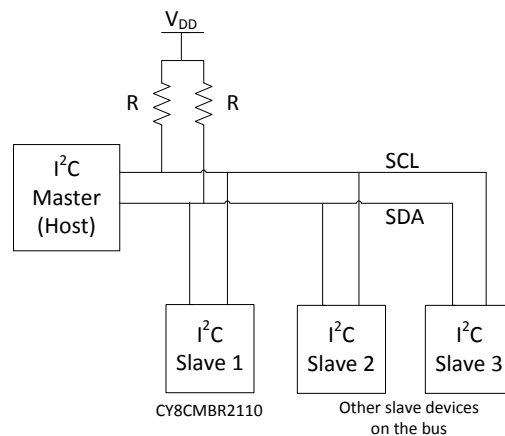 V_DD
R R
I²C
Master
(Host)
SCL
SDA
I²C
Slave 1
I²C
Slave 2
I²C
Slave 3
CY8CMBR2110
Other slave devices
on the bus